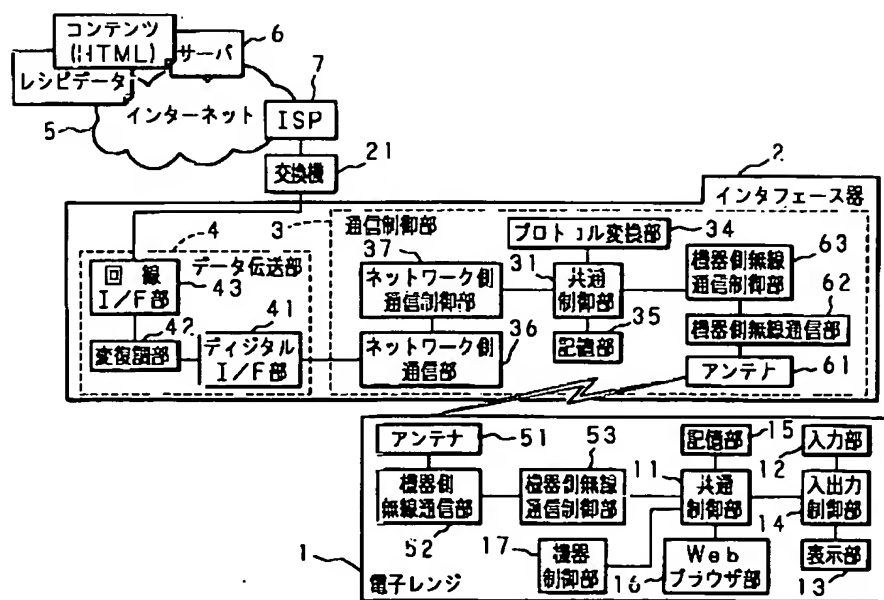 コンテンツ
(HTML)
サーバ
6
レシピデータ
7
インターネット
ISP
5
交換機
21
2
インタフェース器
3
通信制御部
4
データ伝送部
37
プロトコル変換部
34
63
回線
I/F部
43
ネットワーク側
通信制御部
31
共通
制御部
機器側無線
通信制御部
62
42
変復調部
41
ディジタル
I/F部
36
ネットワーク側
通信部
35
記憶部
機器側無線通信部
アンテナ
61
アンテナ
51
53
記憶部
15
12
入力部
機器側
無線通信部
52
機器側無線
通信制御部
11
共通
制御部
入出力
制御部
14
1
電子レンジ
17
機器
制御部
16
Web
ブラウザ部
表示部
13